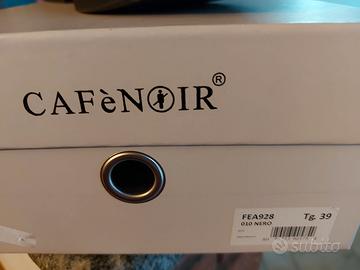 CAFèNOIR®
FEA928 Tg. 39
010 NERO
subito